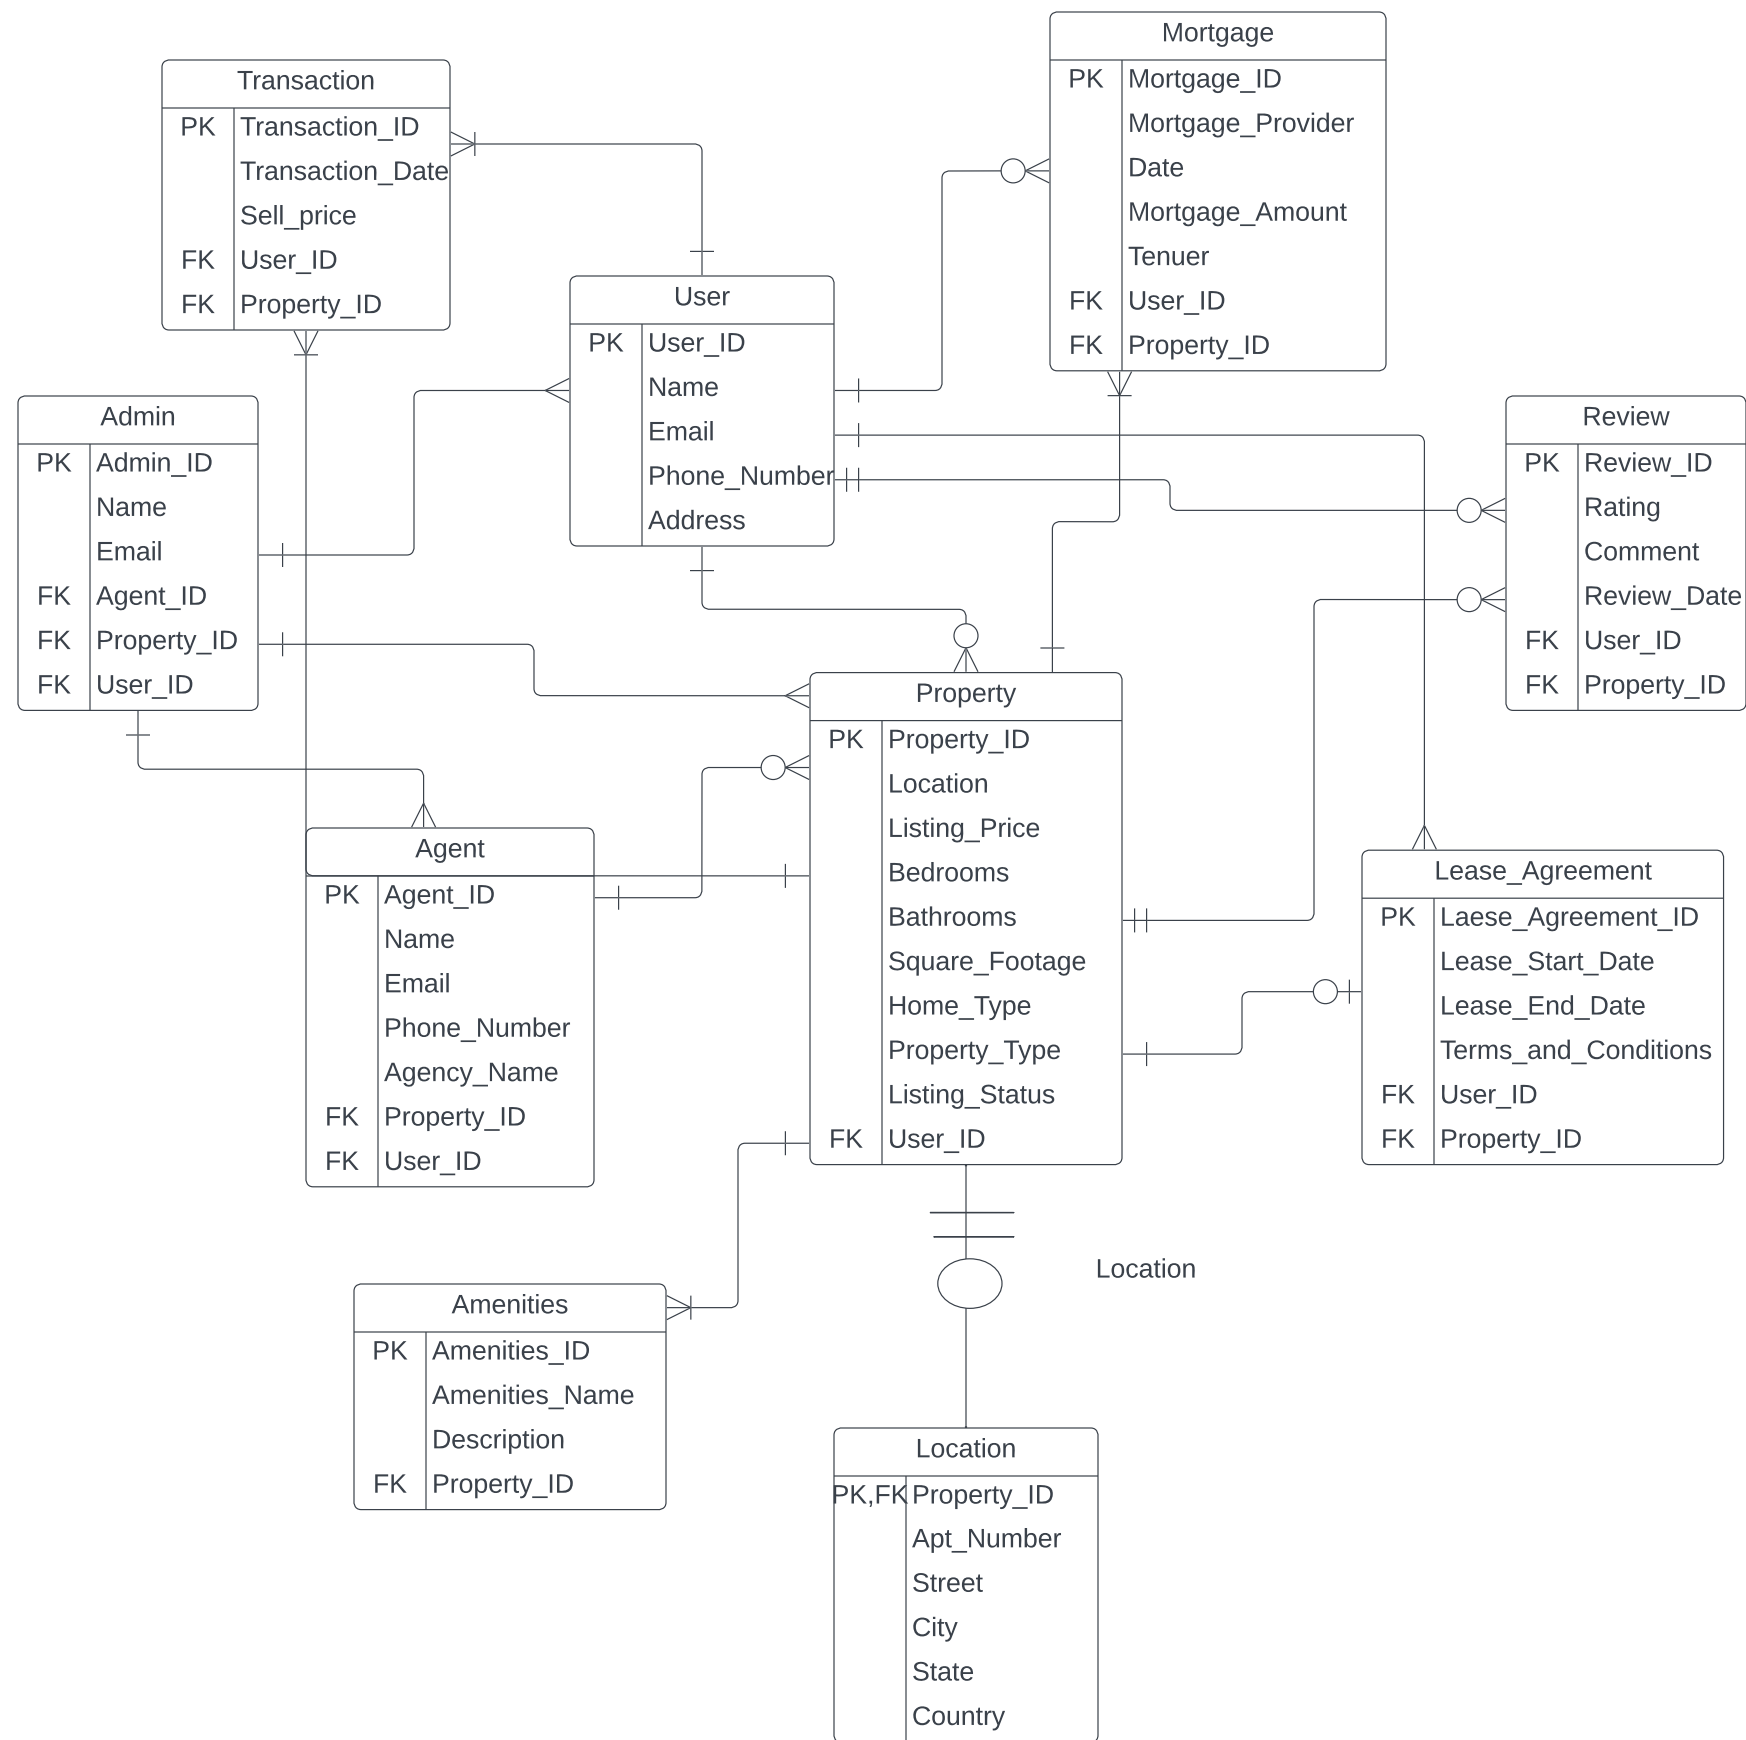 Mortgage
PK Mortgage_ID
Mortgage_Provider
Date
Mortgage_Amount
Tenuer
FK User_ID
FK Property_ID
Transaction
PK Transaction_ID
Transaction_Date
Sell_price
FK User_ID
FK Property_ID
User
PK User_ID
Name
Email
Phone_Number
Address
Admin
PK Admin_ID
Name
Email
FK Agent_ID
FK Property_ID
FK User_ID
Review
PK Review_ID
Rating
Comment
Review_Date
FK User_ID
FK Property_ID
Property
PK Property_ID
Location
Listing_Price
Bedrooms
Bathrooms
Square_Footage
Home_Type
Property_Type
Listing_Status
FK User_ID
Agent
PK Agent_ID
Name
Email
Phone_Number
Agency_Name
FK Property_ID
FK User_ID
Lease_Agreement
PK Laese_Agreement_ID
Lease_Start_Date
Lease_End_Date
Terms_and_Conditions
FK User_ID
FK Property_ID
Location
Amenities
PK Amenities_ID
Amenities_Name
Description
FK Property_ID
Location
PK,FK Property_ID
Apt_Number
Street
City
State
Country